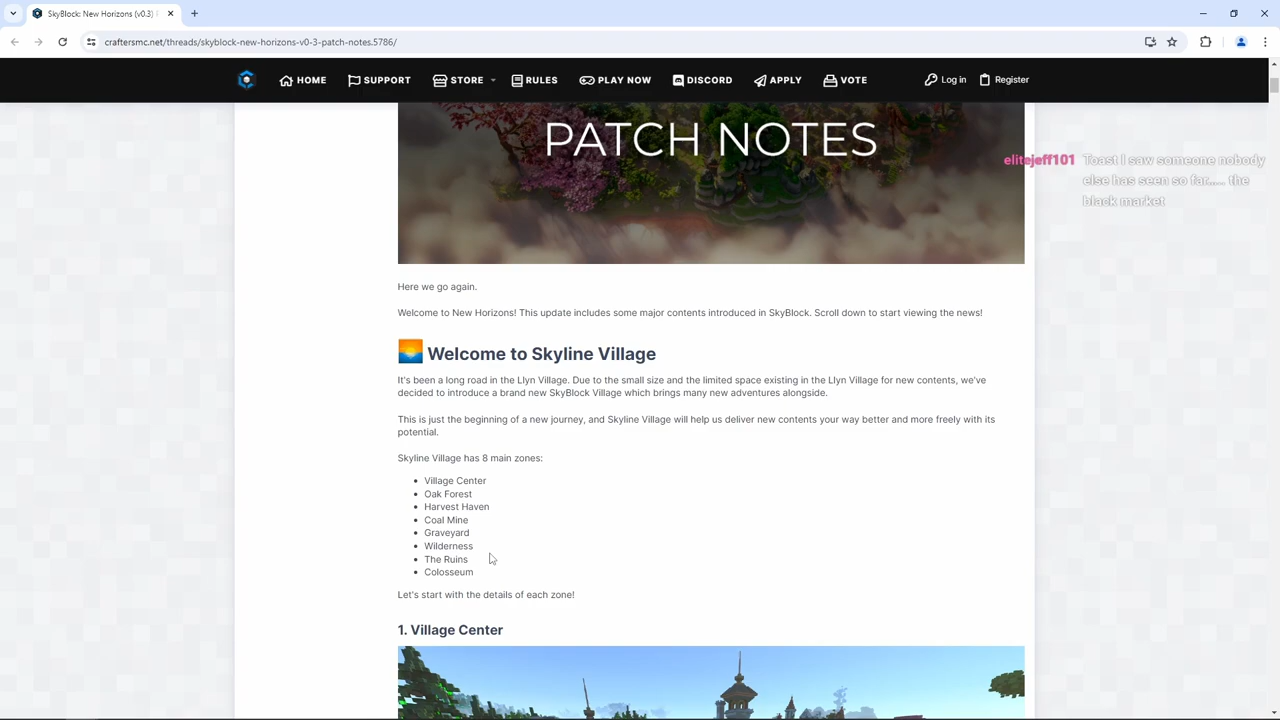 SkyBlock: New Horizons (v0.3)
craftersmc.net/threads/skyblock-new-horizons-v0-3-patch-notes.5786/
HOME SUPPORT STORE RULES PLAY NOW DISCORD APPLY VOTE Log in Register
PATCH NOTES
elitejeff101 Toast I saw someone nobody
else has seen so far..... the
black market
Here we go again.
Welcome to New Horizons! This update includes some major contents introduced in SkyBlock. Scroll down to start viewing the news!
Welcome to Skyline Village
It's been a long road in the Llyn Village. Due to the small size and the limited space existing in the Llyn Village for new contents, we've
decided to introduce a brand new SkyBlock Village which brings many new adventures alongside.
This is just the beginning of a new journey, and Skyline Village will help us deliver new contents your way better and more freely with its
potential.
Skyline Village has 8 main zones:
• Village Center
• Oak Forest
• Harvest Haven
• Coal Mine
• Graveyard
• Wilderness
• The Ruins
• Colosseum
Let's start with the details of each zone!
1. Village Center